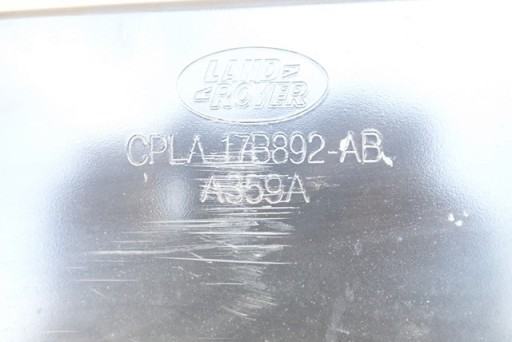 LAND
ROVER
CPLA-17B892-AB
A359A